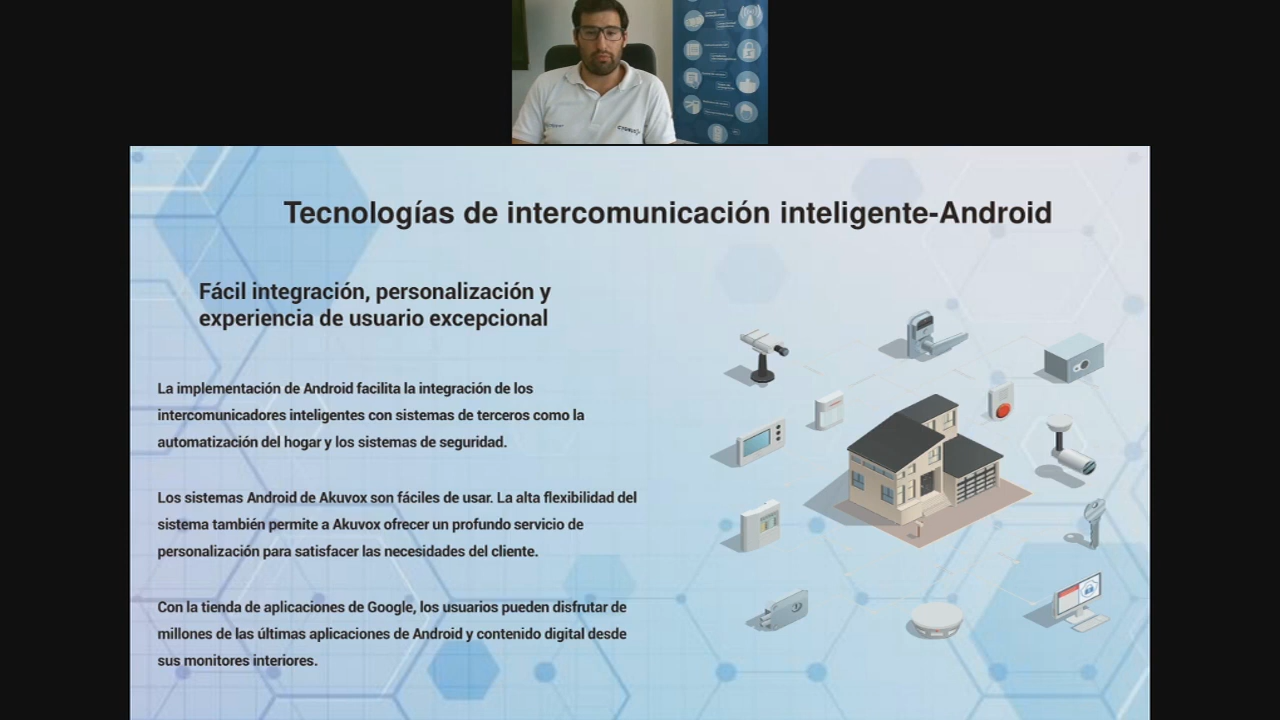 Tecnologías de intercomunicación inteligente-Android
Fácil integración, personalización y
experiencia de usuario excepcional
La implementación de Android facilita la integración de los
intercomunicadores inteligentes con sistemas de terceros como la
automatización del hogar y los sistemas de seguridad.
Los sistemas Android de Akuvox son fáciles de usar. La alta flexibilidad del
sistema también permite a Akuvox ofrecer un profundo servicio de
personalización para satisfacer las necesidades del cliente.
Con la tienda de aplicaciones de Google, los usuarios pueden disfrutar de
millones de las últimas aplicaciones de Android y contenido digital desde
sus monitores interiores.